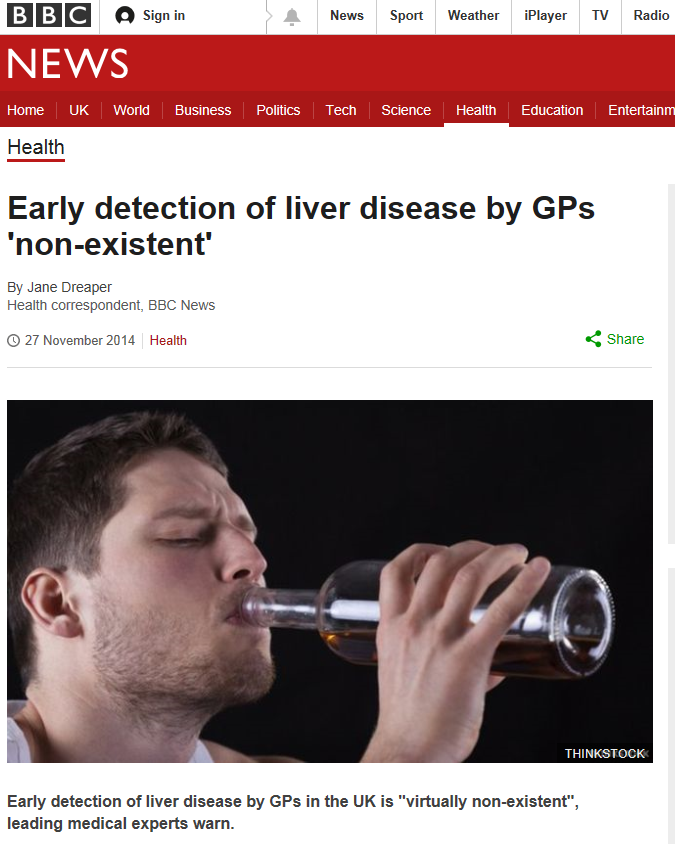 BBC Sign in News Sport Weather iPlayer TV Radio
NEWS
Home UK World Business Politics Tech Science Health Education Entertainm
Health
Early detection of liver disease by GPs
'non-existent'
By Jane Dreaper
Health correspondent, BBC News
27 November 2014 Health Share
THINKSTOCK
Early detection of liver disease by GPs in the UK is "virtually non-existent",
leading medical experts warn.